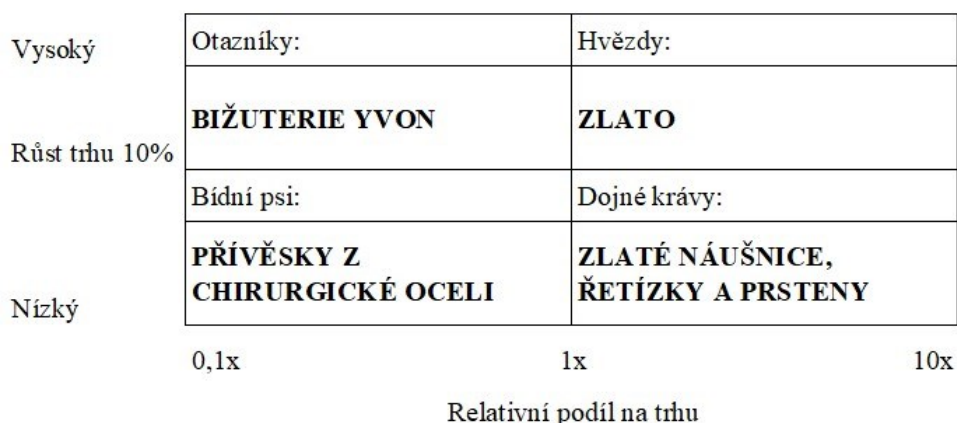 Vysoký
Otazníky:
Hvězdy:
BIŽUTERIE YVON
ZLATO
Růst trhu 10%
Bídní psi:
Dojné krávy:
PŘÍVĚSKY Z
CHIRURGICKÉ OCELI
ZLATÉ NÁUŠNICE,
ŘETÍZKY A PRSTENY
Nízký
0,1x
1x
10x
Relativní podíl na trhu